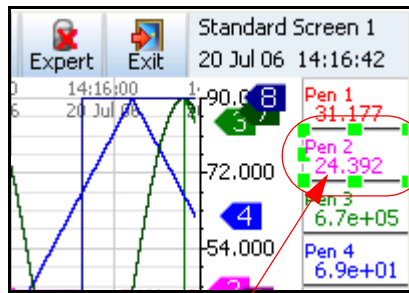 Standard Screen 1
Expert Exit 20 Jul 06 14:16:42
14:16:00
20 Jul 06
90.0
8
3
72.000
4
54.000
Pen 1
31.177
Pen 2
24.392
Pen 3
6.7e+05
Pen 4
6.9e+01